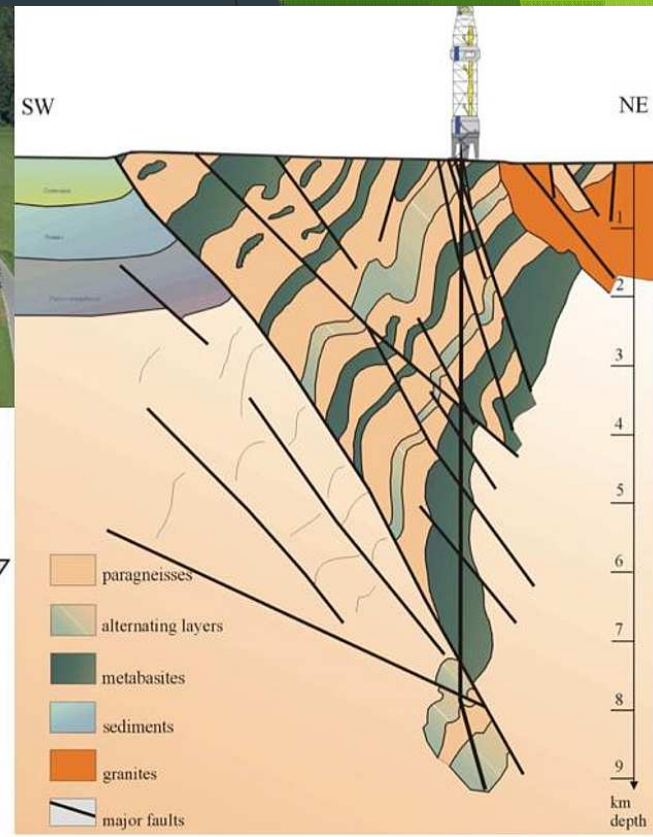 SW
NE
1
2
3
4
5
6
7
8
9
km
depth
paragneisses
alternating layers
metabasites
sediments
granites
major faults